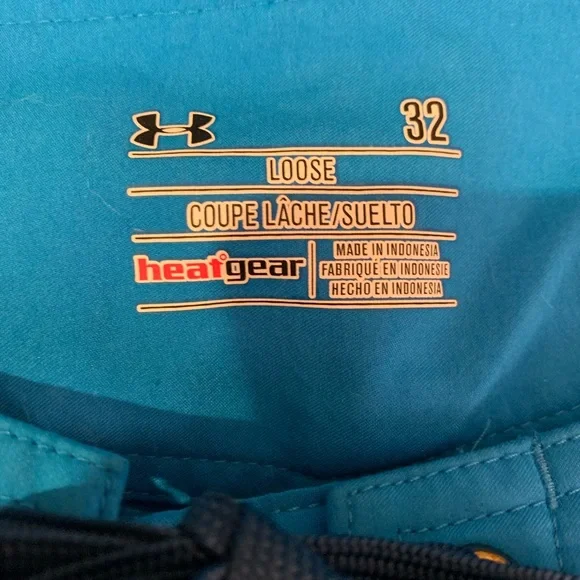 32
LOOSE
COUPE LÂCHE/SUELTO
heatgear
MADE IN INDONESIA
FABRIQUÉ EN INDONESIE
HECHO EN INDONESIA